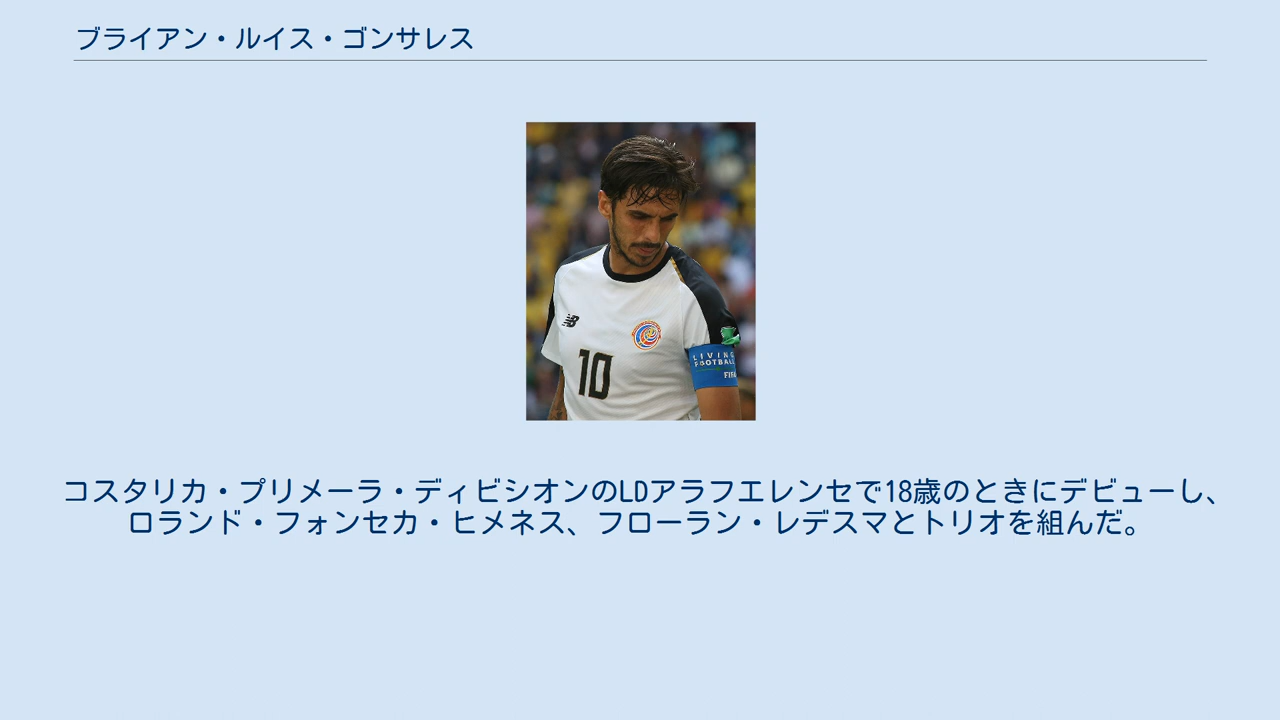 ブライアン・ルイス・ゴンサレス
10
LIVING
FOOTBALL
FIFA
コスタリカ・プリメーラ・ディビシオンのLDアラフエレンセで18歳のときにデビューし、
ロランド・フォンセカ・ヒメネス、フローラン・レデスマとトリオを組んだ。